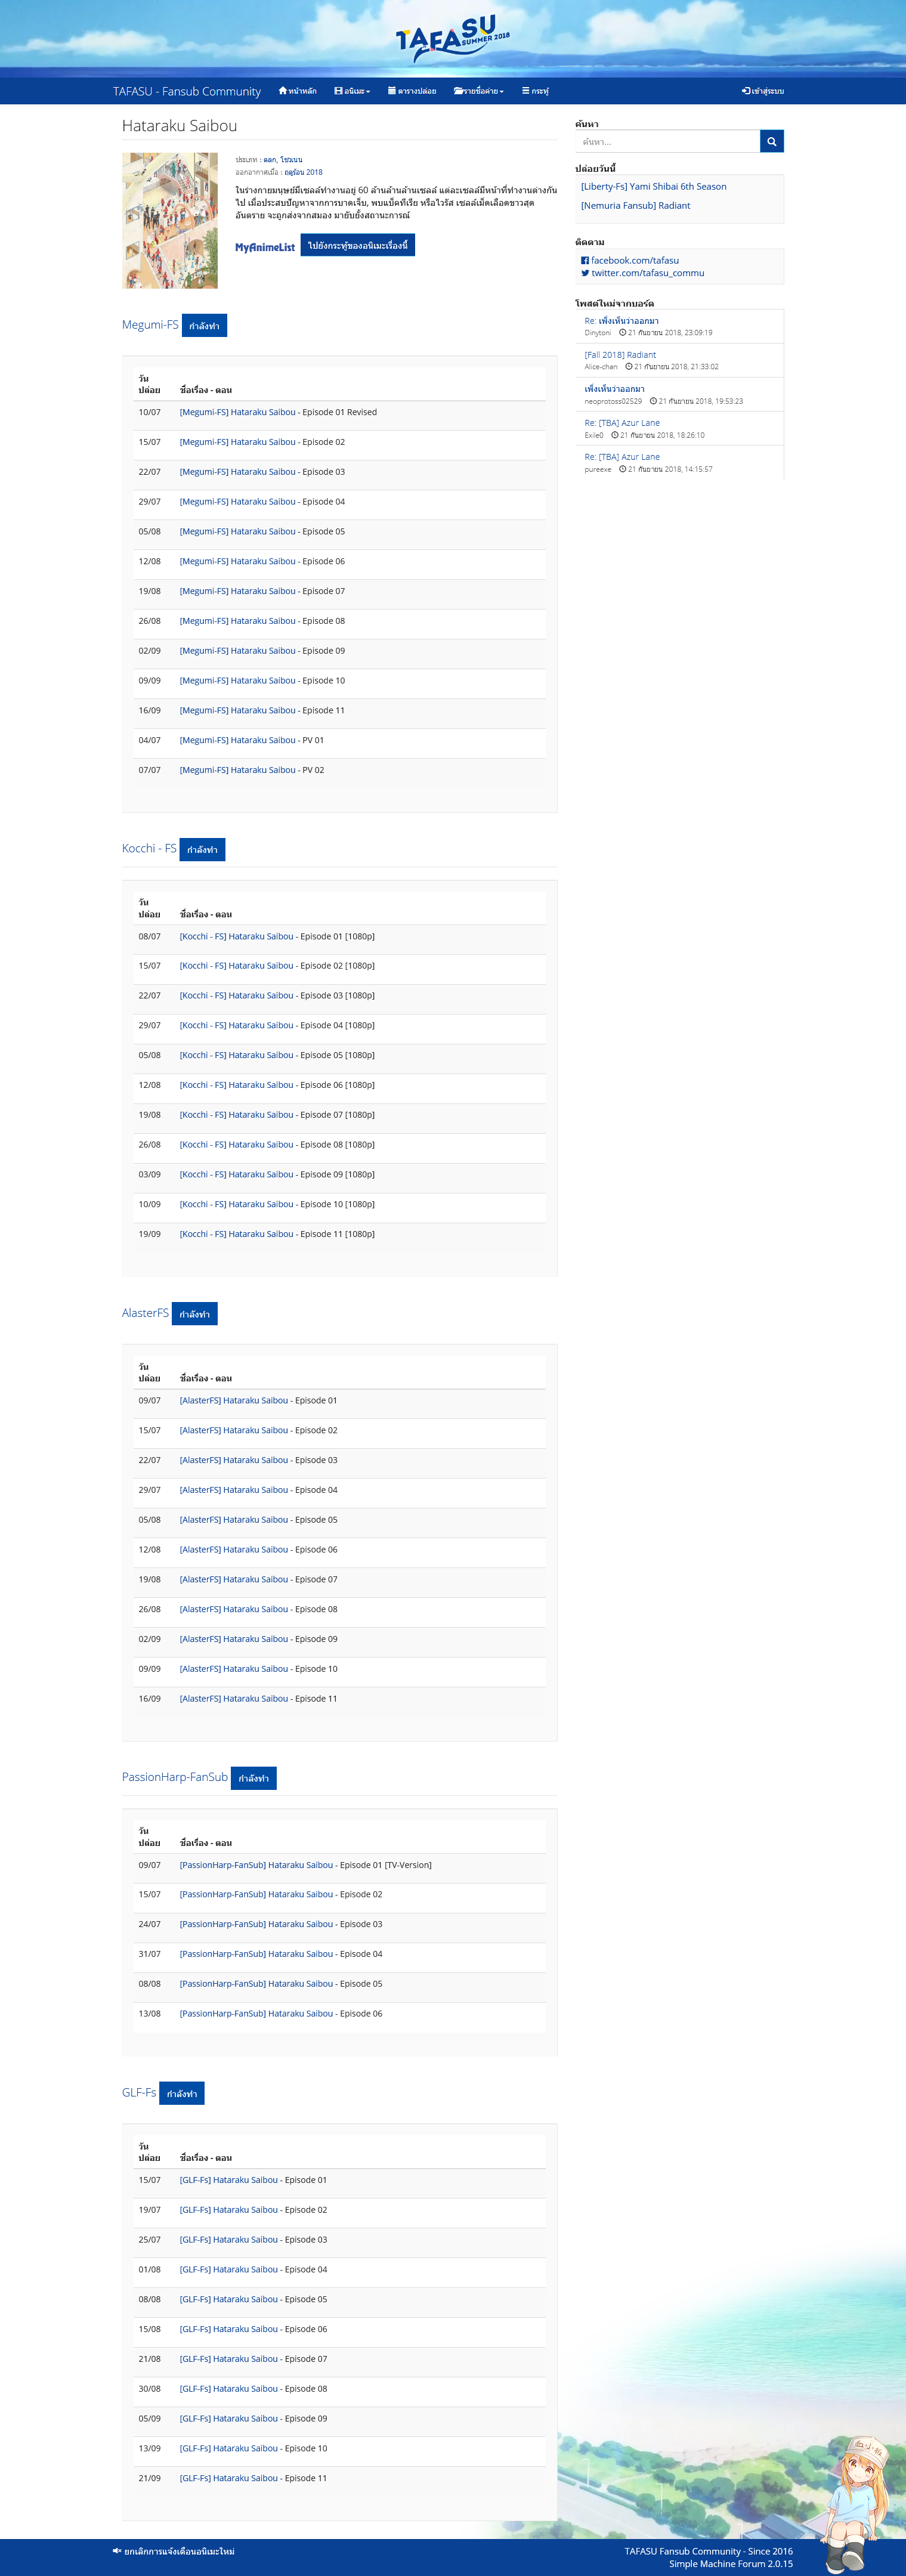 TAFASU
SUMMER 2018
TAFASU - Fansub Community
หน้าหลัก
อนิเมะ
ตารางปล่อย
รายชื่อค่าย
กระทู้
เข้าสู่ระบบ
Hataraku Saibou
ประเภท : ตลก, โชเนน
ออกอากาศเมื่อ : ฤดูร้อน 2018
ในร่างกายมนุษย์มีเซลล์ทำงานอยู่ 60 ล้านล้านล้านเซลล์ แต่ละเซลล์มีหน้าที่ทำงานต่างกัน
ไป เมื่อประสบปัญหาจากการบาดเจ็บ, พบแบ็คทีเรีย หรือไวรัส เซลล์เม็ดเลือดขาวสุด
อันตราย จะถูกส่งจากสมอง มายับยั้งสถานะการณ์
MyAnimeList
ไปยังกระทู้ของอนิเมะเรื่องนี้
Megumi-FS กำลังทำ
วัน
ปล่อย ชื่อเรื่อง - ตอน
10/07 [Megumi-FS] Hataraku Saibou - Episode 01 Revised
15/07 [Megumi-FS] Hataraku Saibou - Episode 02
22/07 [Megumi-FS] Hataraku Saibou - Episode 03
29/07 [Megumi-FS] Hataraku Saibou - Episode 04
05/08 [Megumi-FS] Hataraku Saibou - Episode 05
12/08 [Megumi-FS] Hataraku Saibou - Episode 06
19/08 [Megumi-FS] Hataraku Saibou - Episode 07
26/08 [Megumi-FS] Hataraku Saibou - Episode 08
02/09 [Megumi-FS] Hataraku Saibou - Episode 09
09/09 [Megumi-FS] Hataraku Saibou - Episode 10
16/09 [Megumi-FS] Hataraku Saibou - Episode 11
04/07 [Megumi-FS] Hataraku Saibou - PV 01
07/07 [Megumi-FS] Hataraku Saibou - PV 02
Kocchi - FS กำลังทำ
วัน
ปล่อย ชื่อเรื่อง - ตอน
08/07 [Kocchi - FS] Hataraku Saibou - Episode 01 [1080p]
15/07 [Kocchi - FS] Hataraku Saibou - Episode 02 [1080p]
22/07 [Kocchi - FS] Hataraku Saibou - Episode 03 [1080p]
29/07 [Kocchi - FS] Hataraku Saibou - Episode 04 [1080p]
05/08 [Kocchi - FS] Hataraku Saibou - Episode 05 [1080p]
12/08 [Kocchi - FS] Hataraku Saibou - Episode 06 [1080p]
19/08 [Kocchi - FS] Hataraku Saibou - Episode 07 [1080p]
26/08 [Kocchi - FS] Hataraku Saibou - Episode 08 [1080p]
03/09 [Kocchi - FS] Hataraku Saibou - Episode 09 [1080p]
10/09 [Kocchi - FS] Hataraku Saibou - Episode 10 [1080p]
19/09 [Kocchi - FS] Hataraku Saibou - Episode 11 [1080p]
AlasterFS กำลังทำ
วัน
ปล่อย ชื่อเรื่อง - ตอน
09/07 [AlasterFS] Hataraku Saibou - Episode 01
15/07 [AlasterFS] Hataraku Saibou - Episode 02
22/07 [AlasterFS] Hataraku Saibou - Episode 03
29/07 [AlasterFS] Hataraku Saibou - Episode 04
05/08 [AlasterFS] Hataraku Saibou - Episode 05
12/08 [AlasterFS] Hataraku Saibou - Episode 06
19/08 [AlasterFS] Hataraku Saibou - Episode 07
26/08 [AlasterFS] Hataraku Saibou - Episode 08
02/09 [AlasterFS] Hataraku Saibou - Episode 09
09/09 [AlasterFS] Hataraku Saibou - Episode 10
16/09 [AlasterFS] Hataraku Saibou - Episode 11
PassionHarp-FanSub กำลังทำ
วัน
ปล่อย ชื่อเรื่อง - ตอน
09/07 [PassionHarp-FanSub] Hataraku Saibou - Episode 01 [TV-Version]
15/07 [PassionHarp-FanSub] Hataraku Saibou - Episode 02
24/07 [PassionHarp-FanSub] Hataraku Saibou - Episode 03
31/07 [PassionHarp-FanSub] Hataraku Saibou - Episode 04
08/08 [PassionHarp-FanSub] Hataraku Saibou - Episode 05
13/08 [PassionHarp-FanSub] Hataraku Saibou - Episode 06
GLF-Fs กำลังทำ
วัน
ปล่อย ชื่อเรื่อง - ตอน
15/07 [GLF-Fs] Hataraku Saibou - Episode 01
19/07 [GLF-Fs] Hataraku Saibou - Episode 02
25/07 [GLF-Fs] Hataraku Saibou - Episode 03
01/08 [GLF-Fs] Hataraku Saibou - Episode 04
08/08 [GLF-Fs] Hataraku Saibou - Episode 05
15/08 [GLF-Fs] Hataraku Saibou - Episode 06
21/08 [GLF-Fs] Hataraku Saibou - Episode 07
30/08 [GLF-Fs] Hataraku Saibou - Episode 08
05/09 [GLF-Fs] Hataraku Saibou - Episode 09
13/09 [GLF-Fs] Hataraku Saibou - Episode 10
21/09 [GLF-Fs] Hataraku Saibou - Episode 11
ค้นหา
ค้นหา...
ปล่อยวันนี้
[Liberty-Fs] Yami Shibai 6th Season
[Nemuria Fansub] Radiant
ติดตาม
facebook.com/tafasu
twitter.com/tafasu_commu
โพสต์ใหม่จากบอร์ด
Re: เพิ่งเห็นว่าออกมา
Dinytoni 21 กันยายน 2018, 23:09:19
[Fall 2018] Radiant
Alice-chan 21 กันยายน 2018, 21:33:02
เพิ่งเห็นว่าออกมา
neoprotoss02529 21 กันยายน 2018, 19:53:23
Re: [TBA] Azur Lane
Exile0 21 กันยายน 2018, 18:26:10
Re: [TBA] Azur Lane
pureexe 21 กันยายน 2018, 14:15:57
血小板
ยกเลิกการแจ้งเตือนอนิเมะใหม่
TAFASU Fansub Community - Since 2016
Simple Machine Forum 2.0.15